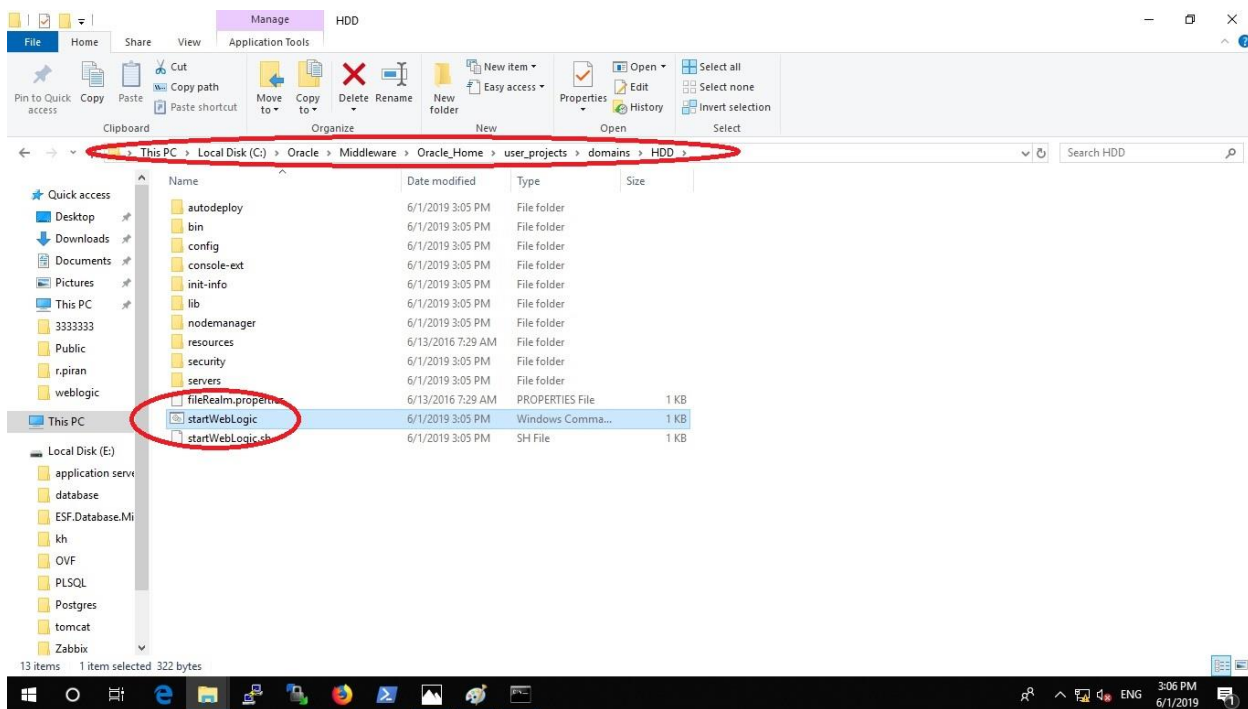 Manage HDD
File Home Share View Application Tools
Pin to Quick access
Copy
Paste
Cut
Copy path
Paste shortcut
Clipboard
Move to
Copy to
Delete
Rename
Organize
New folder
New item
Easy access
New
Properties
Open
Edit
History
Open
Select all
Select none
Invert selection
Select
This PC › Local Disk (C:) › Oracle › Middleware › Oracle_Home › user_projects › domains › HDD ›
Search HDD
Quick access
Desktop
Downloads
Documents
Pictures
This PC
3333333
Public
r.piran
weblogic
This PC
Local Disk (E:)
application serve
database
ESF.Database.Mi
kh
OVF
PLSQL
Postgres
tomcat
Zabbix
Name Date modified Type Size
autodeploy 6/1/2019 3:05 PM File folder
bin 6/1/2019 3:05 PM File folder
config 6/1/2019 3:05 PM File folder
console-ext 6/1/2019 3:05 PM File folder
init-info 6/1/2019 3:05 PM File folder
lib 6/1/2019 3:05 PM File folder
nodemanager 6/1/2019 3:05 PM File folder
resources 6/13/2016 7:29 AM File folder
security 6/1/2019 3:05 PM File folder
servers 6/1/2019 3:05 PM File folder
fileRealm.properties 6/13/2016 7:29 AM PROPERTIES File 1 KB
startWebLogic 6/1/2019 3:05 PM Windows Comma... 1 KB
startWebLogic.sh 6/1/2019 3:05 PM SH File 1 KB
13 items 1 item selected 322 bytes
ENG
3:06 PM
6/1/2019